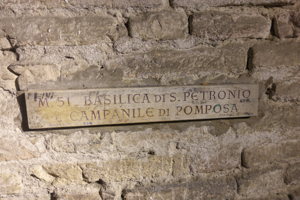 M 51 BASILICA DI S. PETRONIO
CAMPANILE DI POMPOSA